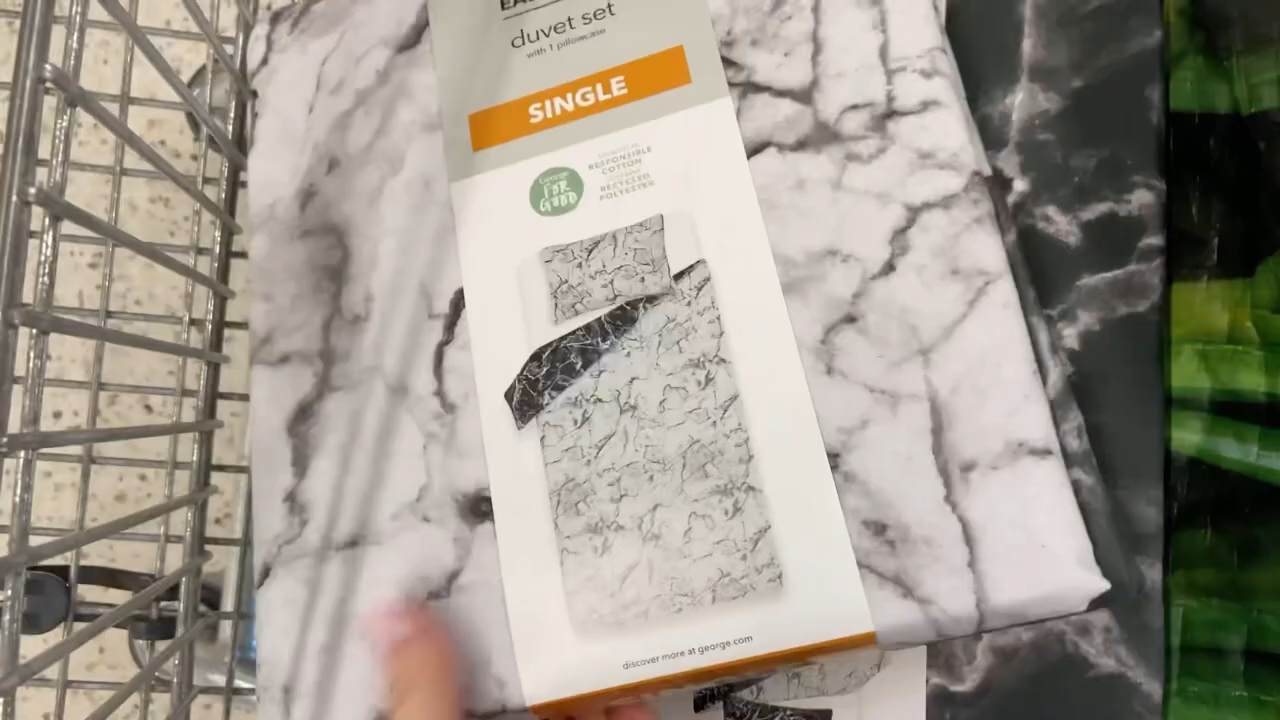 duvet set
with 1 pillowcase
SINGLE
George
FOR
GOOD
RESPONSIBLE
COTTON
RECYCLED
POLYESTER
discover more at george.com